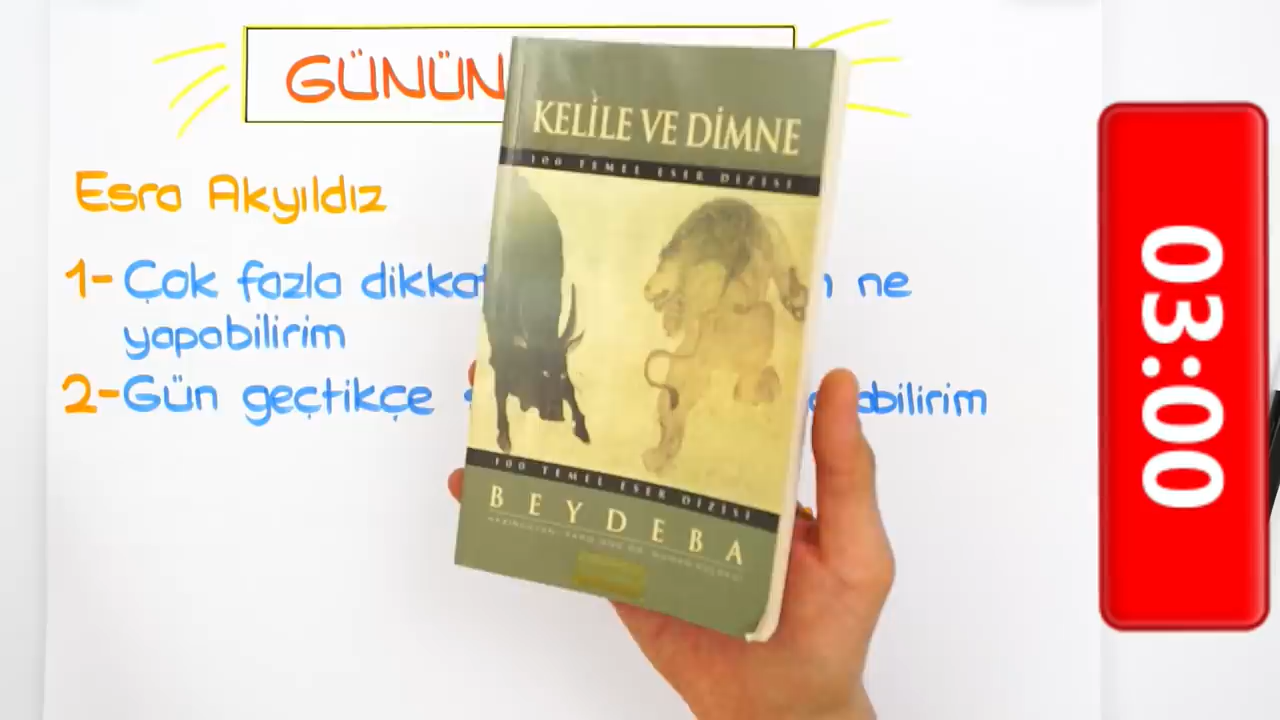 GÜNÜN
KELİLE VE DİMNE
100 TEMEL ESER DİZİSİ
Esra Akyıldız
1- Çok fazla dikkat ne
yapabilirim
2- Gün geçtikçe
100 TEMEL ESER DİZİSİ
BEYDEBA
03:00